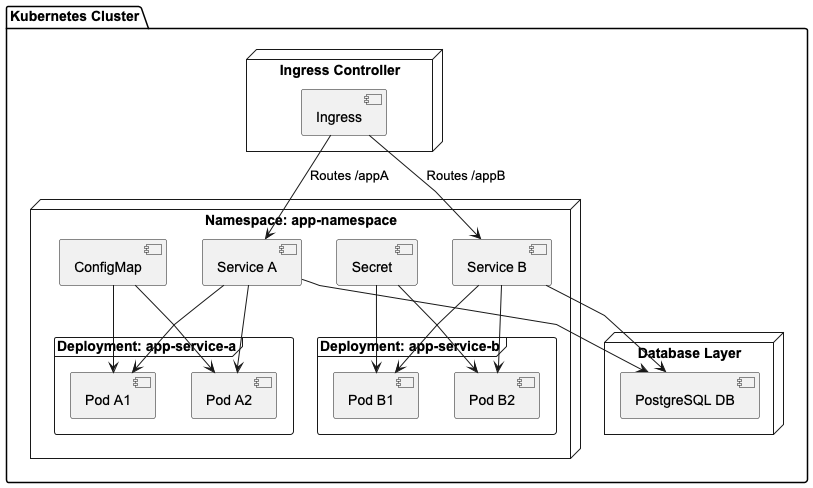 Kubernetes Cluster
Ingress Controller
Ingress
Routes /appA
Routes /appB
Namespace: app-namespace
ConfigMap
Service A
Secret
Service B
Deployment: app-service-a
Deployment: app-service-b
Database Layer
Pod A1
Pod A2
Pod B1
Pod B2
PostgreSQL DB